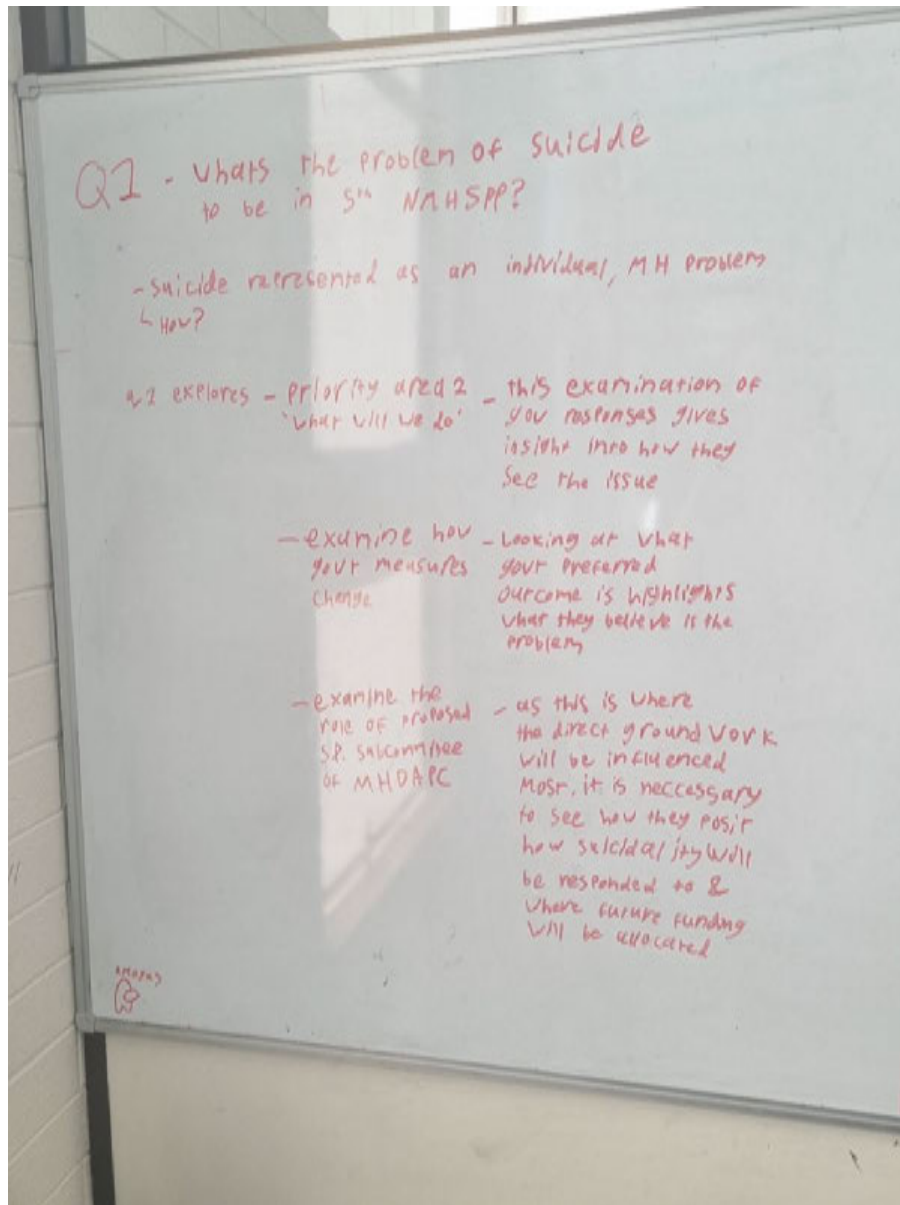 Q1 - whats the problem of suicide
to be in 5th NMHSPP?
- suicide represented as an individual, MH problem
↳ How?
Q1 explores - priority area 2
'what will we do'
- this examination of
gov responses gives
insight into how they
see the issue
- examine how
govt measures
change
- Looking at what
govt preferred
outcome is highlights
what they believe is the
problem
- examine the
role of proposed
S.P. subcommitee
of MHDAPC
- as this is where
the direct ground work
will be influenced
most, it is neccessary
to see how they posit
how suicidality will
be responded to &
where future funding
will be allocated
amogus